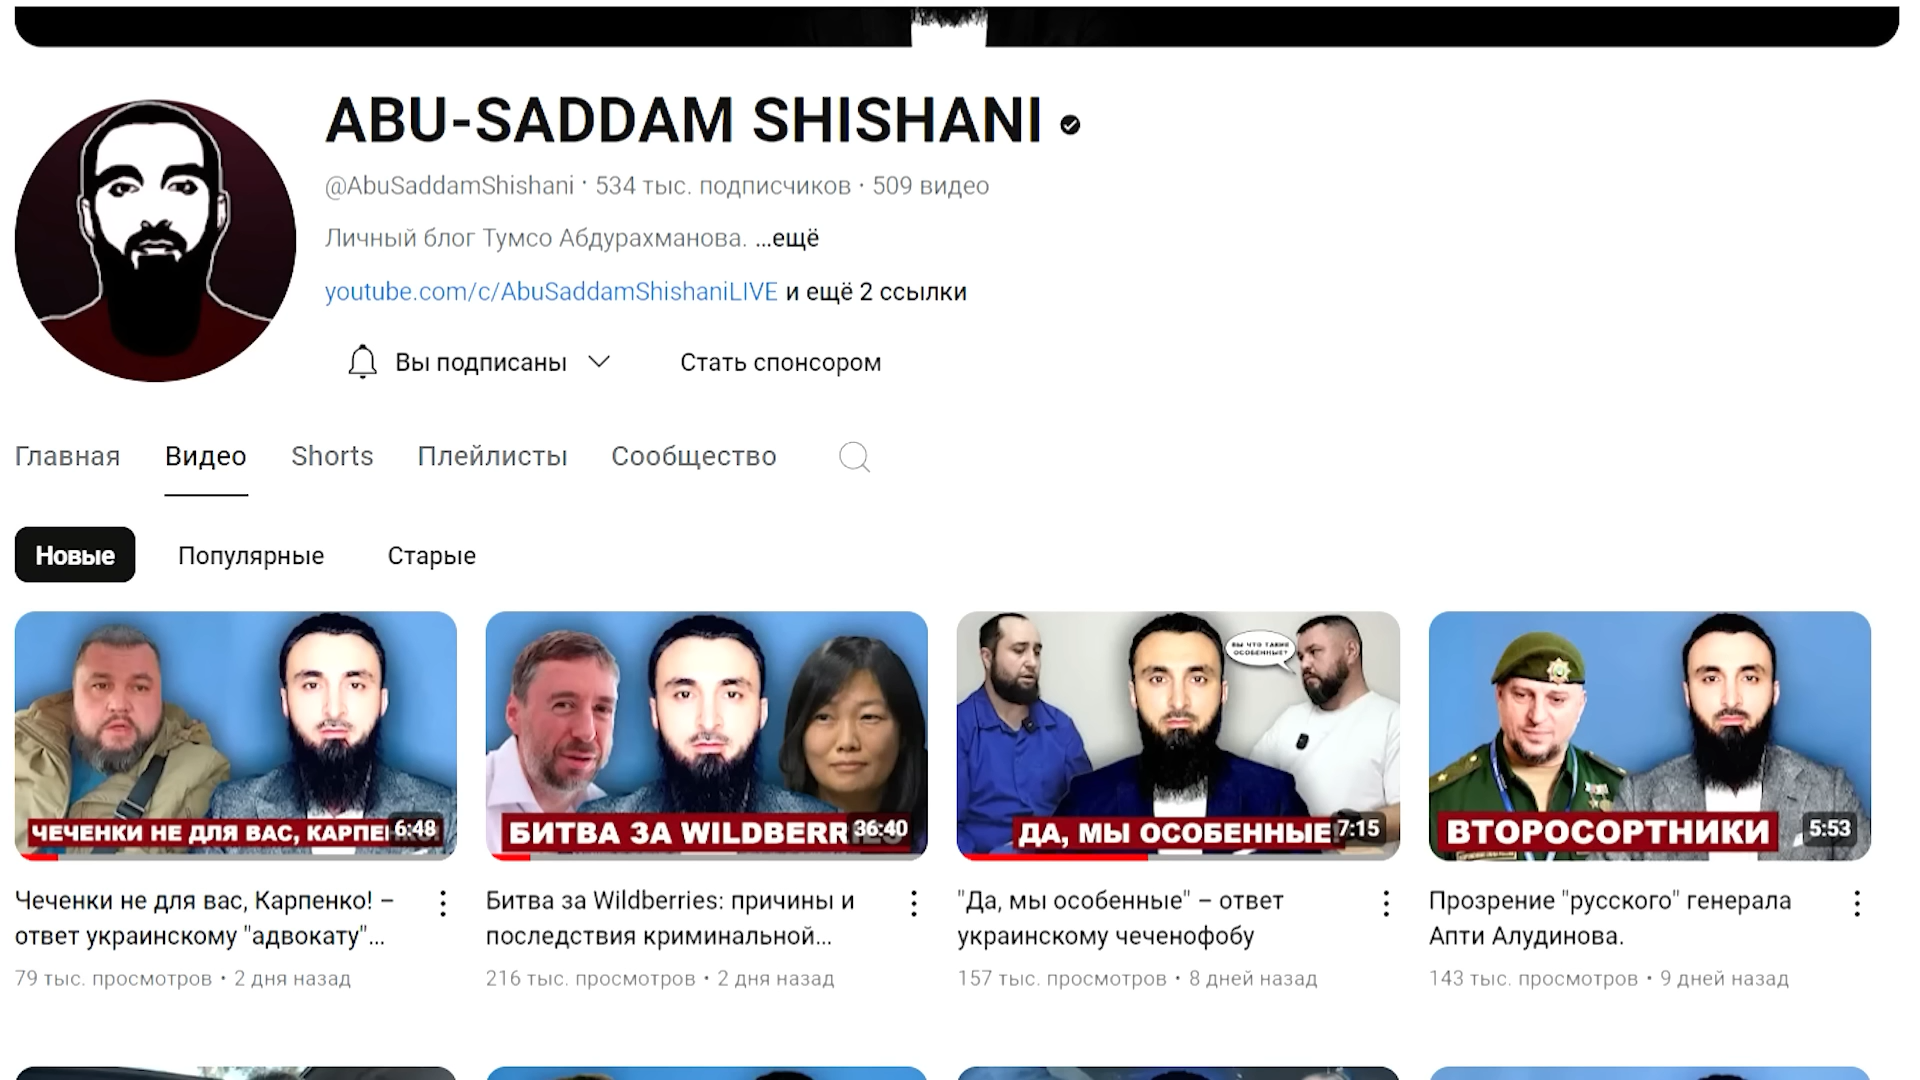 ABU-SADDAM SHISHANI
@AbuSaddamShishani · 534 тыс. подписчиков · 509 видео
Личный блог Тумсо Абдурахманова. ...ещё
youtube.com/c/AbuSaddamShishaniLIVE и ещё 2 ссылки
Вы подписаны
Стать спонсором
Главная Видео Shorts Плейлисты Сообщество
Новые Популярные Старые
ЧЕЧЕНКИ НЕ ДЛЯ ВАС, 6:48
БИТВА ЗА 36:40
ВЫ ЧТО ТАКИЕ
ОСОБЕННЫЕ?
ДА, МЫ ОСОБЕННЫЕ 7:15
ВТОРОСОРТНИКИ 5:53
Чеченки не для вас, Карпенко! –
ответ украинскому "адвокату"...
79 тыс. просмотров · 2 дня назад
Битва за Wildberries: причины и
последствия криминальной...
216 тыс. просмотров · 2 дня назад
"Да, мы особенные" – ответ
украинскому чеченофобу
157 тыс. просмотров · 8 дней назад
Прозрение "русского" генерала
Апти Алудинова.
143 тыс. просмотров · 9 дней назад